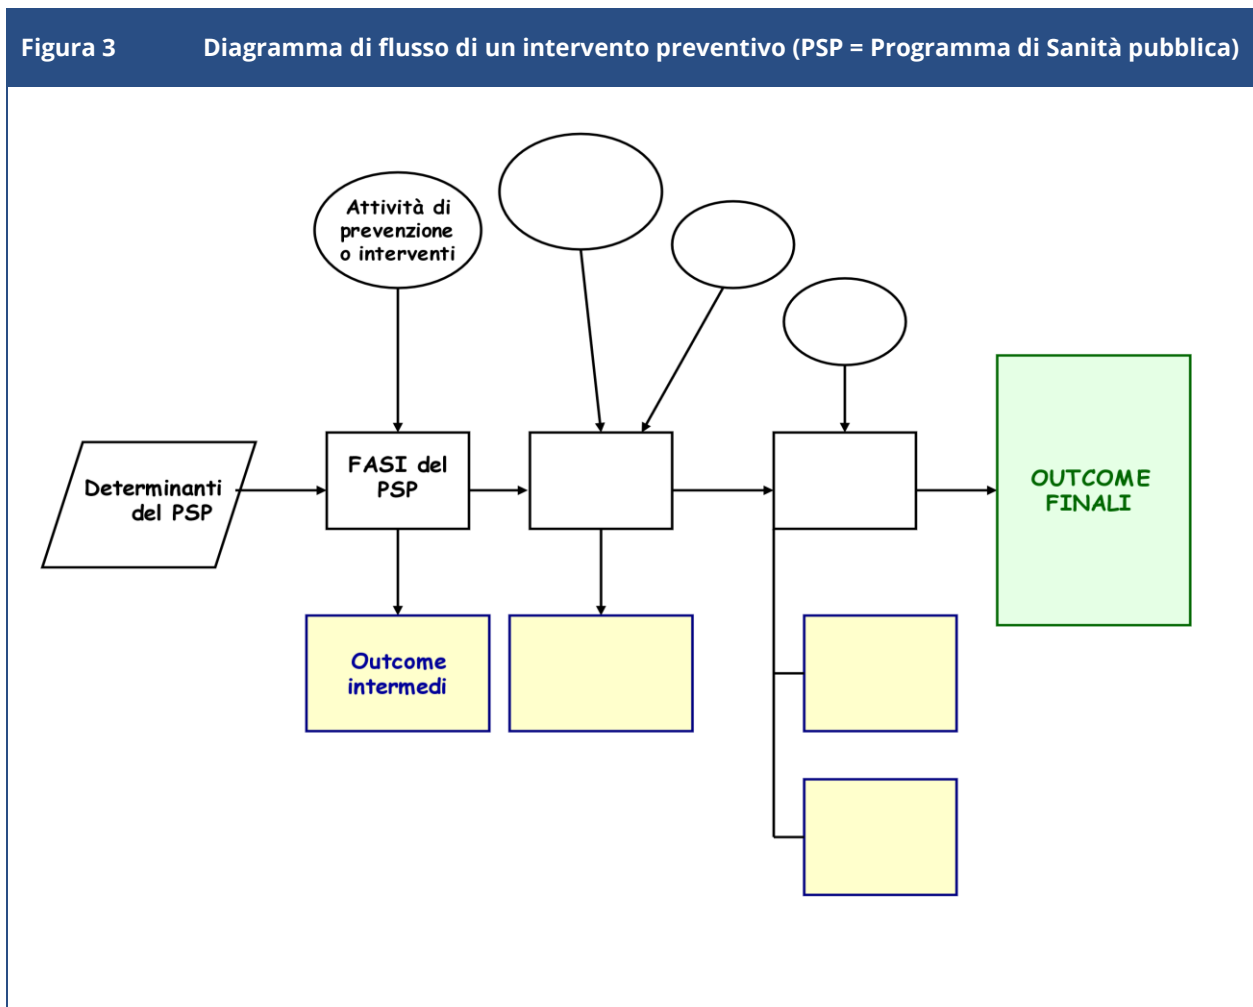 Figura 3 Diagramma di flusso di un intervento preventivo (PSP = Programma di Sanità pubblica)
Attività di
prevenzione
o interventi
Determinanti
del PSP
FASI del
PSP
OUTCOME
FINALI
Outcome
intermedi